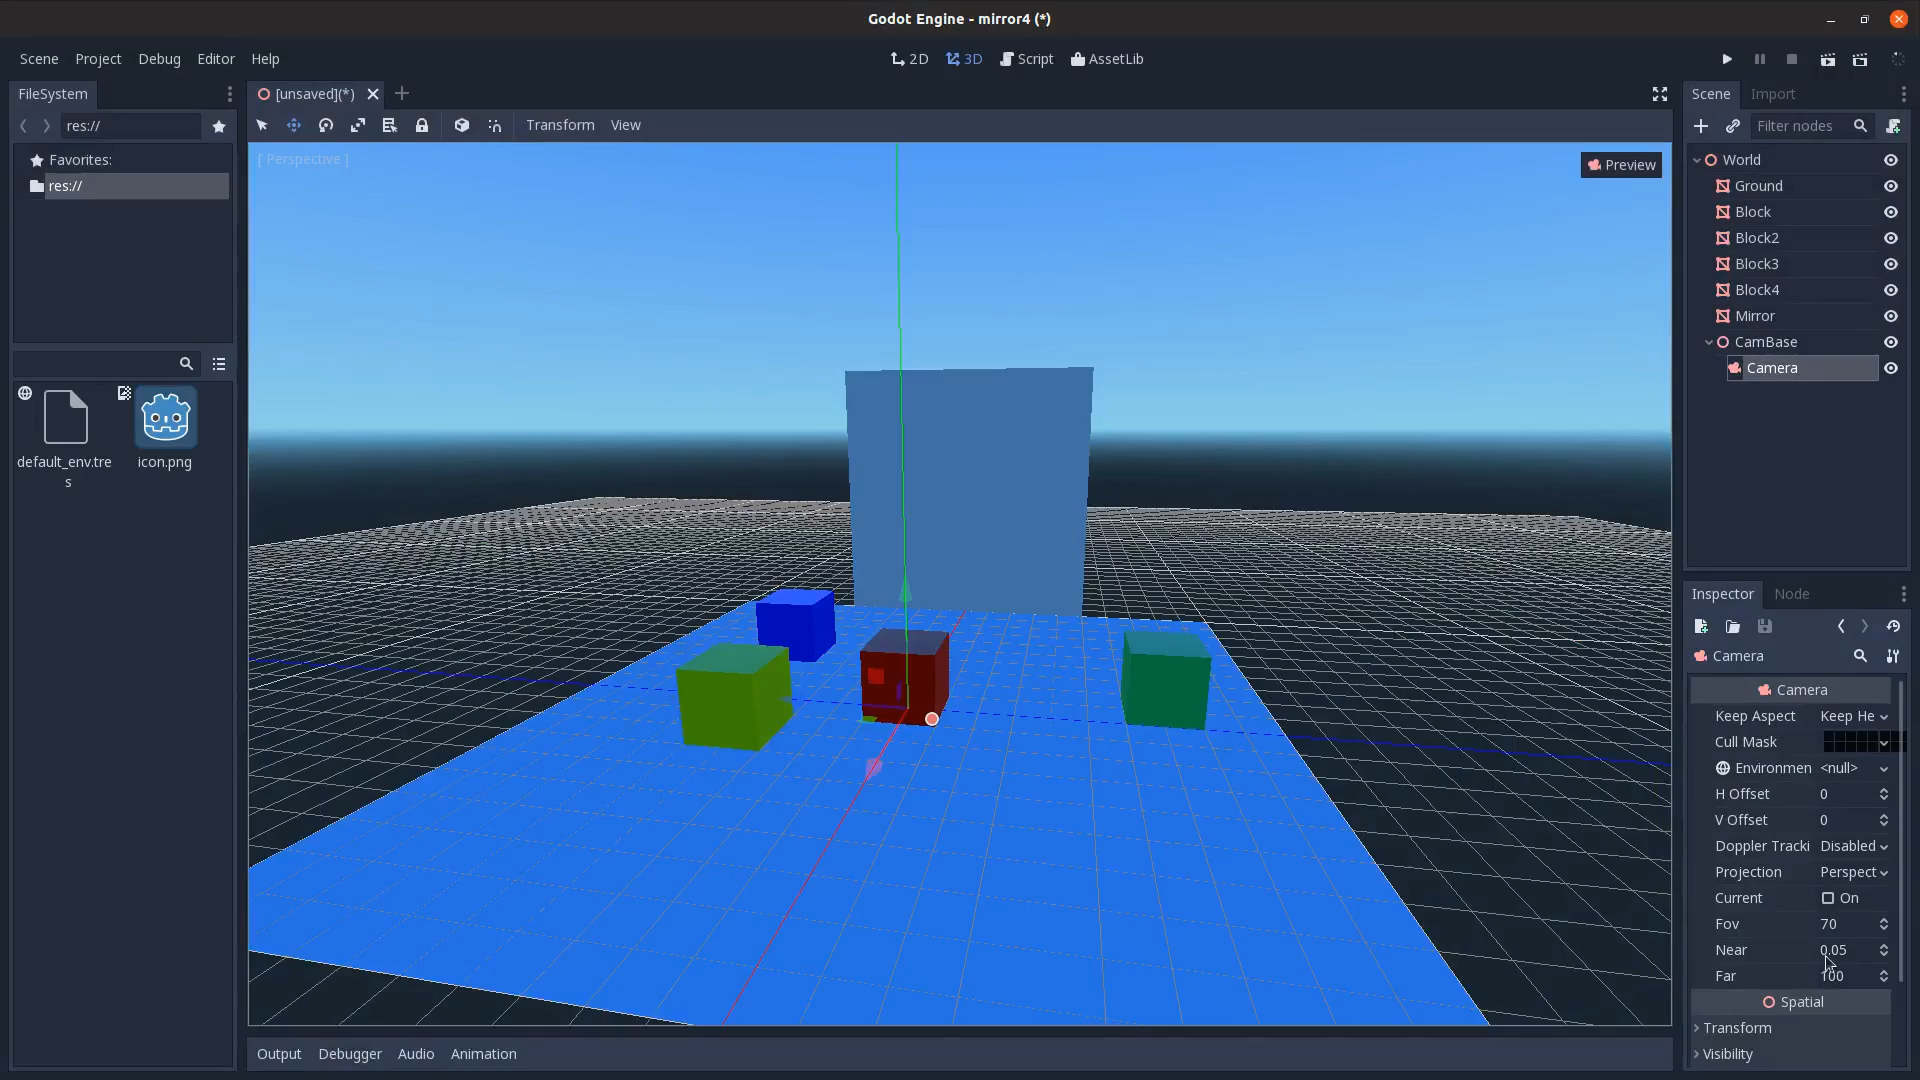 Godot Engine - mirror4 (*)
Scene Project Debug Editor Help
2D 3D Script AssetLib
FileSystem
res://
Favorites:
res://
default_env.tre
s
icon.png
[unsaved](*)
Transform View
[ Perspective ]
Preview
Output Debugger Audio Animation
Scene Import
Filter nodes
World
Ground
Block
Block2
Block3
Block4
Mirror
CamBase
Camera
Inspector Node
Camera
Camera
Keep Aspect Keep He
Cull Mask
Environmen <null>
H Offset 0
V Offset 0
Doppler Tracki Disabled
Projection Perspect
Current On
Fov 70
Near 0.05
Far 100
Spatial
Transform
Visibility